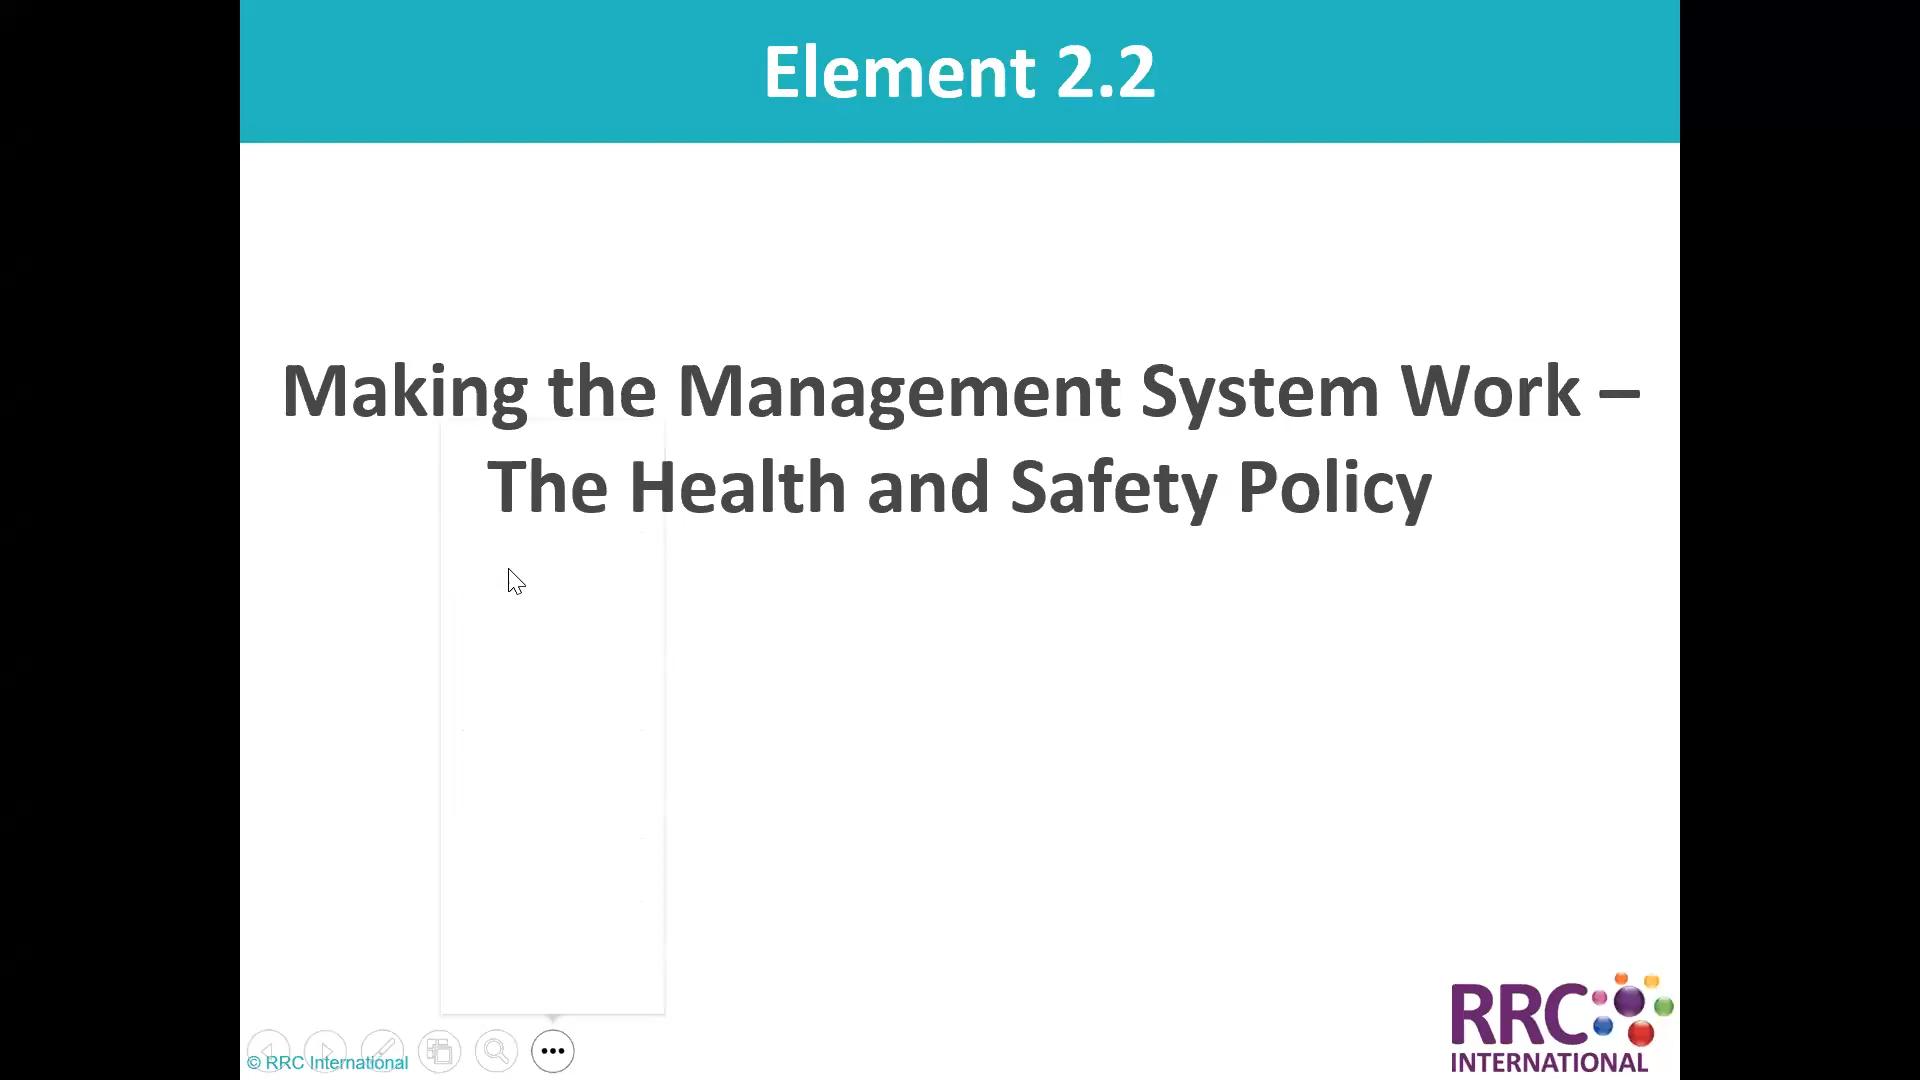 Element 2.2
Making the Management System Work –
The Health and Safety Policy
© RRC International
RRC
INTERNATIONAL